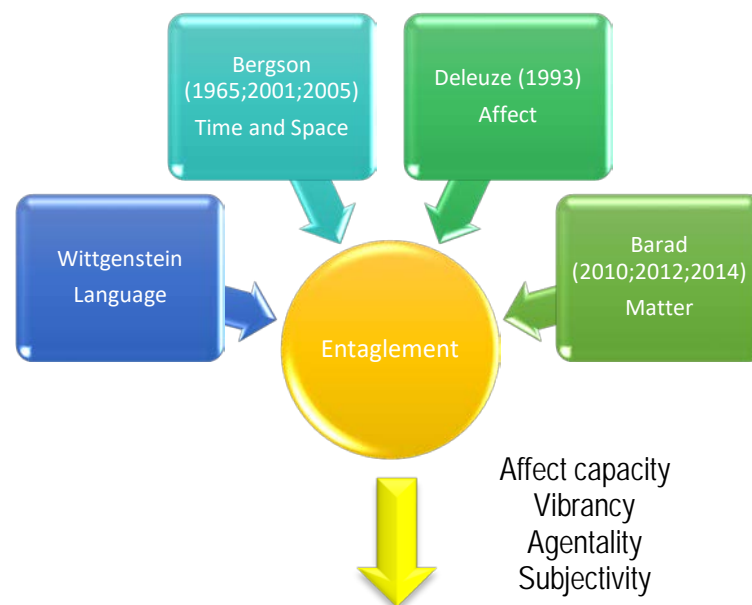 Bergson
(1965;2001;2005)
Time and Space
Deleuze (1993)
Affect
Wittgenstein
Language
Barad
(2010;2012;2014)
Matter
Entaglement
Affect capacity
Vibrancy
Agentality
Subjectivity